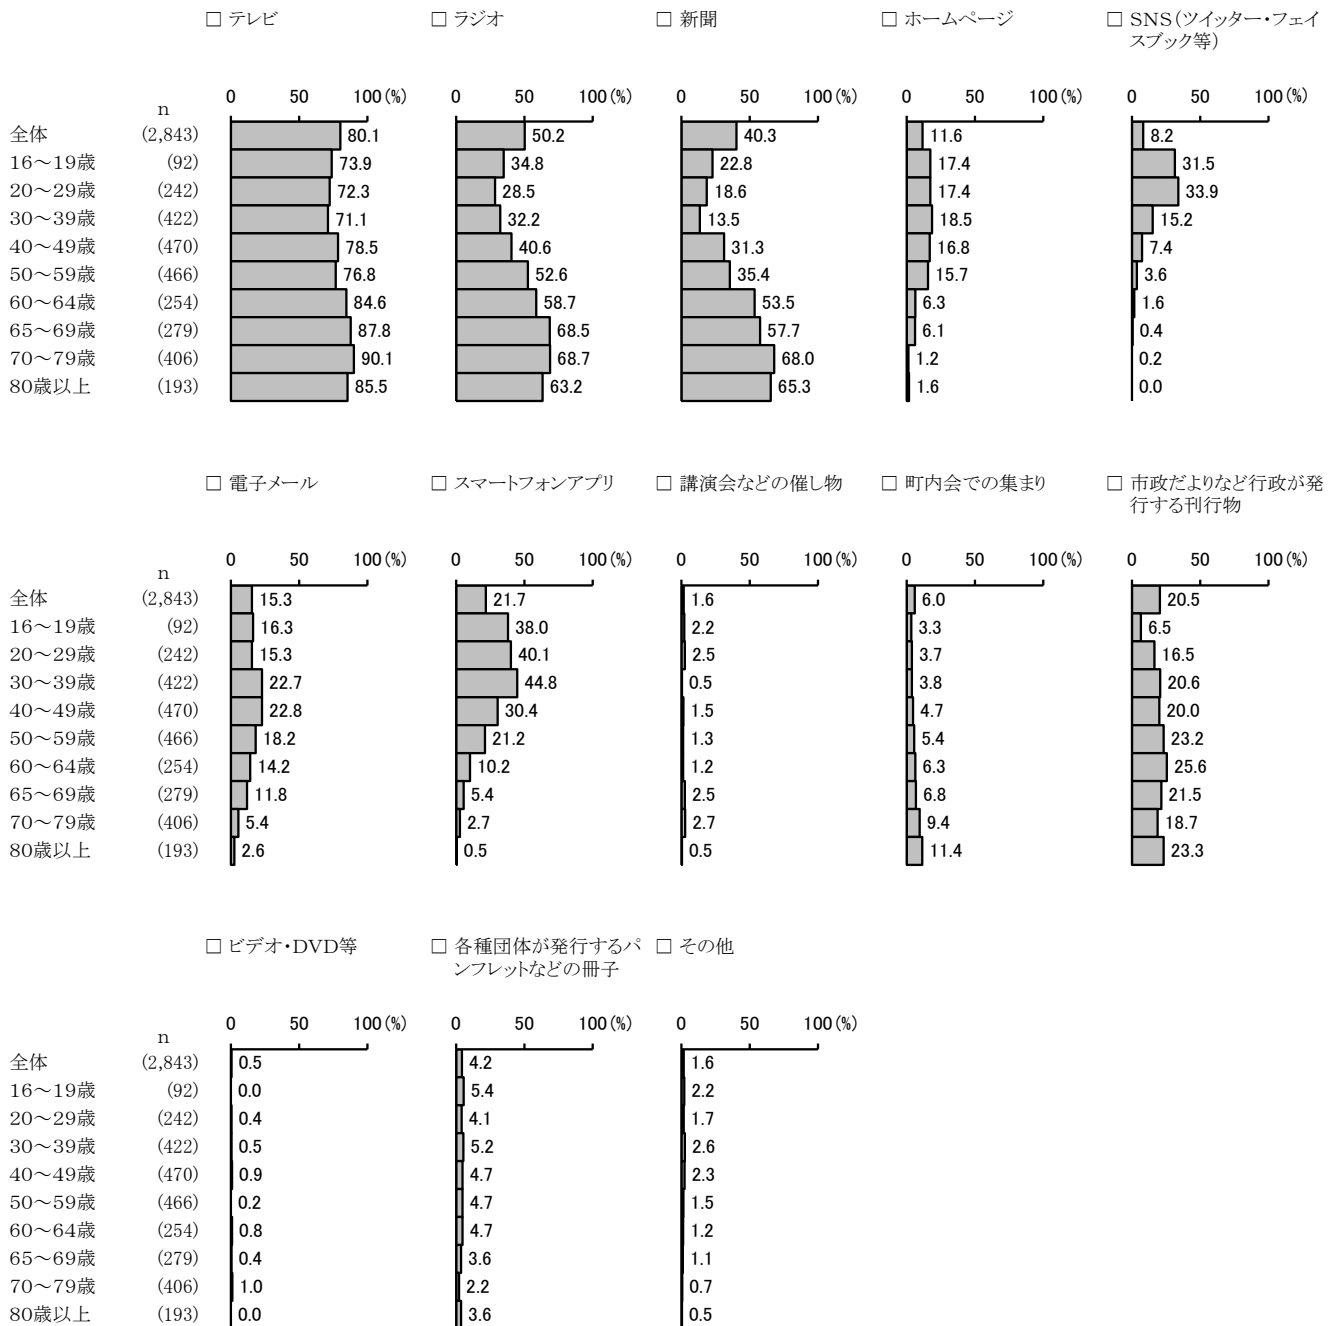 □ テレビ □ ラジオ □ 新聞 □ ホームページ □ SNS(ツイッター・フェイ
スブック等)
0 50 100(%) 0 50 100(%) 0 50 100(%) 0 50 100(%) 0 50 100(%)
n
全体 (2,843) 80.1 50.2 40.3 11.6 8.2
16～19歳 (92) 73.9 34.8 22.8 17.4 31.5
20～29歳 (242) 72.3 28.5 18.6 17.4 33.9
30～39歳 (422) 71.1 32.2 13.5 18.5 15.2
40～49歳 (470) 78.5 40.6 31.3 16.8 7.4
50～59歳 (466) 76.8 52.6 35.4 15.7 3.6
60～64歳 (254) 84.6 58.7 53.5 6.3 1.6
65～69歳 (279) 87.8 68.5 57.7 6.1 0.4
70～79歳 (406) 90.1 68.7 68.0 1.2 0.2
80歳以上 (193) 85.5 63.2 65.3 1.6 0.0
□ 電子メール □ スマートフォンアプリ □ 講演会などの催し物 □ 町内会での集まり □ 市政だよりなど行政が発
行する刊行物
0 50 100(%) 0 50 100(%) 0 50 100(%) 0 50 100(%) 0 50 100(%)
n
全体 (2,843) 15.3 21.7 1.6 6.0 20.5
16～19歳 (92) 16.3 38.0 2.2 3.3 6.5
20～29歳 (242) 15.3 40.1 2.5 3.7 16.5
30～39歳 (422) 22.7 44.8 0.5 3.8 20.6
40～49歳 (470) 22.8 30.4 1.5 4.7 20.0
50～59歳 (466) 18.2 21.2 1.3 5.4 23.2
60～64歳 (254) 14.2 10.2 1.2 6.3 25.6
65～69歳 (279) 11.8 5.4 2.5 6.8 21.5
70～79歳 (406) 5.4 2.7 2.7 9.4 18.7
80歳以上 (193) 2.6 0.5 0.5 11.4 23.3
□ ビデオ・DVD等 □ 各種団体が発行するパ □ その他
ンフレットなどの冊子
0 50 100(%) 0 50 100(%) 0 50 100(%)
n
全体 (2,843) 0.5 4.2 1.6
16～19歳 (92) 0.0 5.4 2.2
20～29歳 (242) 0.4 4.1 1.7
30～39歳 (422) 0.5 5.2 2.6
40～49歳 (470) 0.9 4.7 2.3
50～59歳 (466) 0.2 4.7 1.5
60～64歳 (254) 0.8 4.7 1.2
65～69歳 (279) 0.4 3.6 1.1
70～79歳 (406) 1.0 2.2 0.7
80歳以上 (193) 0.0 3.6 0.5